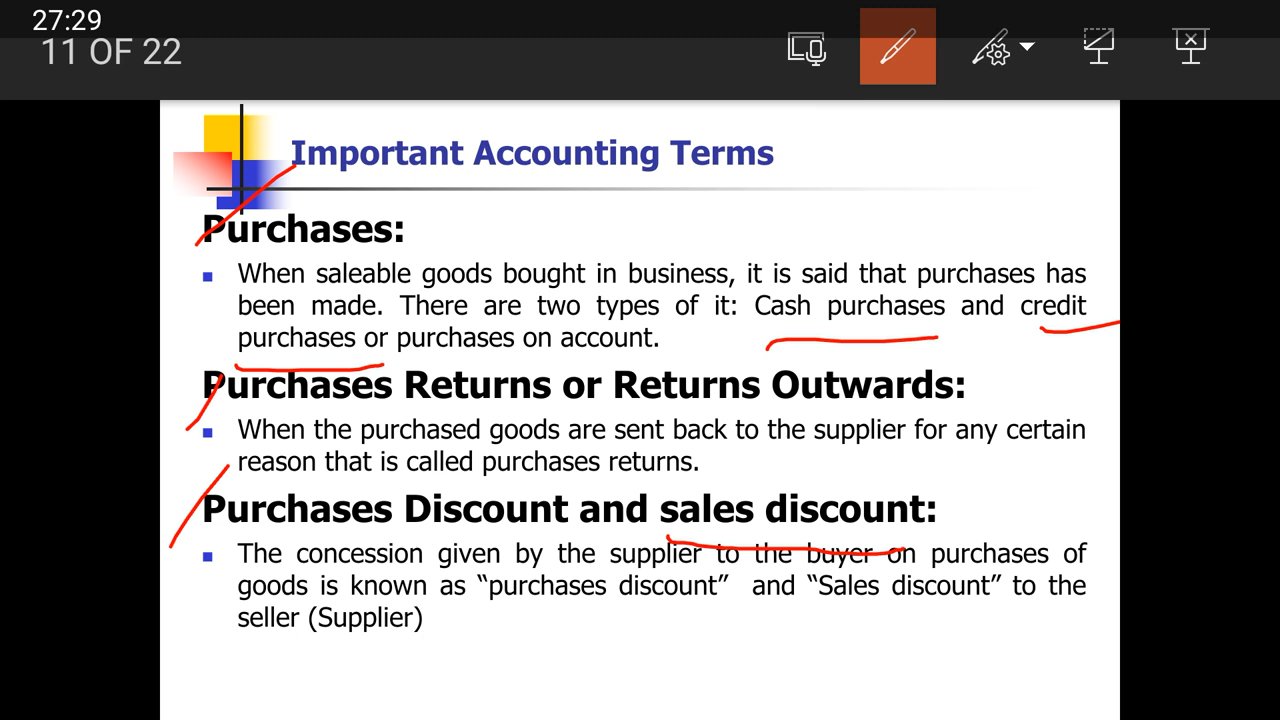 27:29
11 OF 22
Important Accounting Terms
Purchases:
When saleable goods bought in business, it is said that purchases has
been made. There are two types of it: Cash purchases and credit
purchases or purchases on account.
Purchases Returns or Returns Outwards:
When the purchased goods are sent back to the supplier for any certain
reason that is called purchases returns.
Purchases Discount and sales discount:
The concession given by the supplier to the buyer on purchases of
goods is known as “purchases discount” and “Sales discount” to the
seller (Supplier)